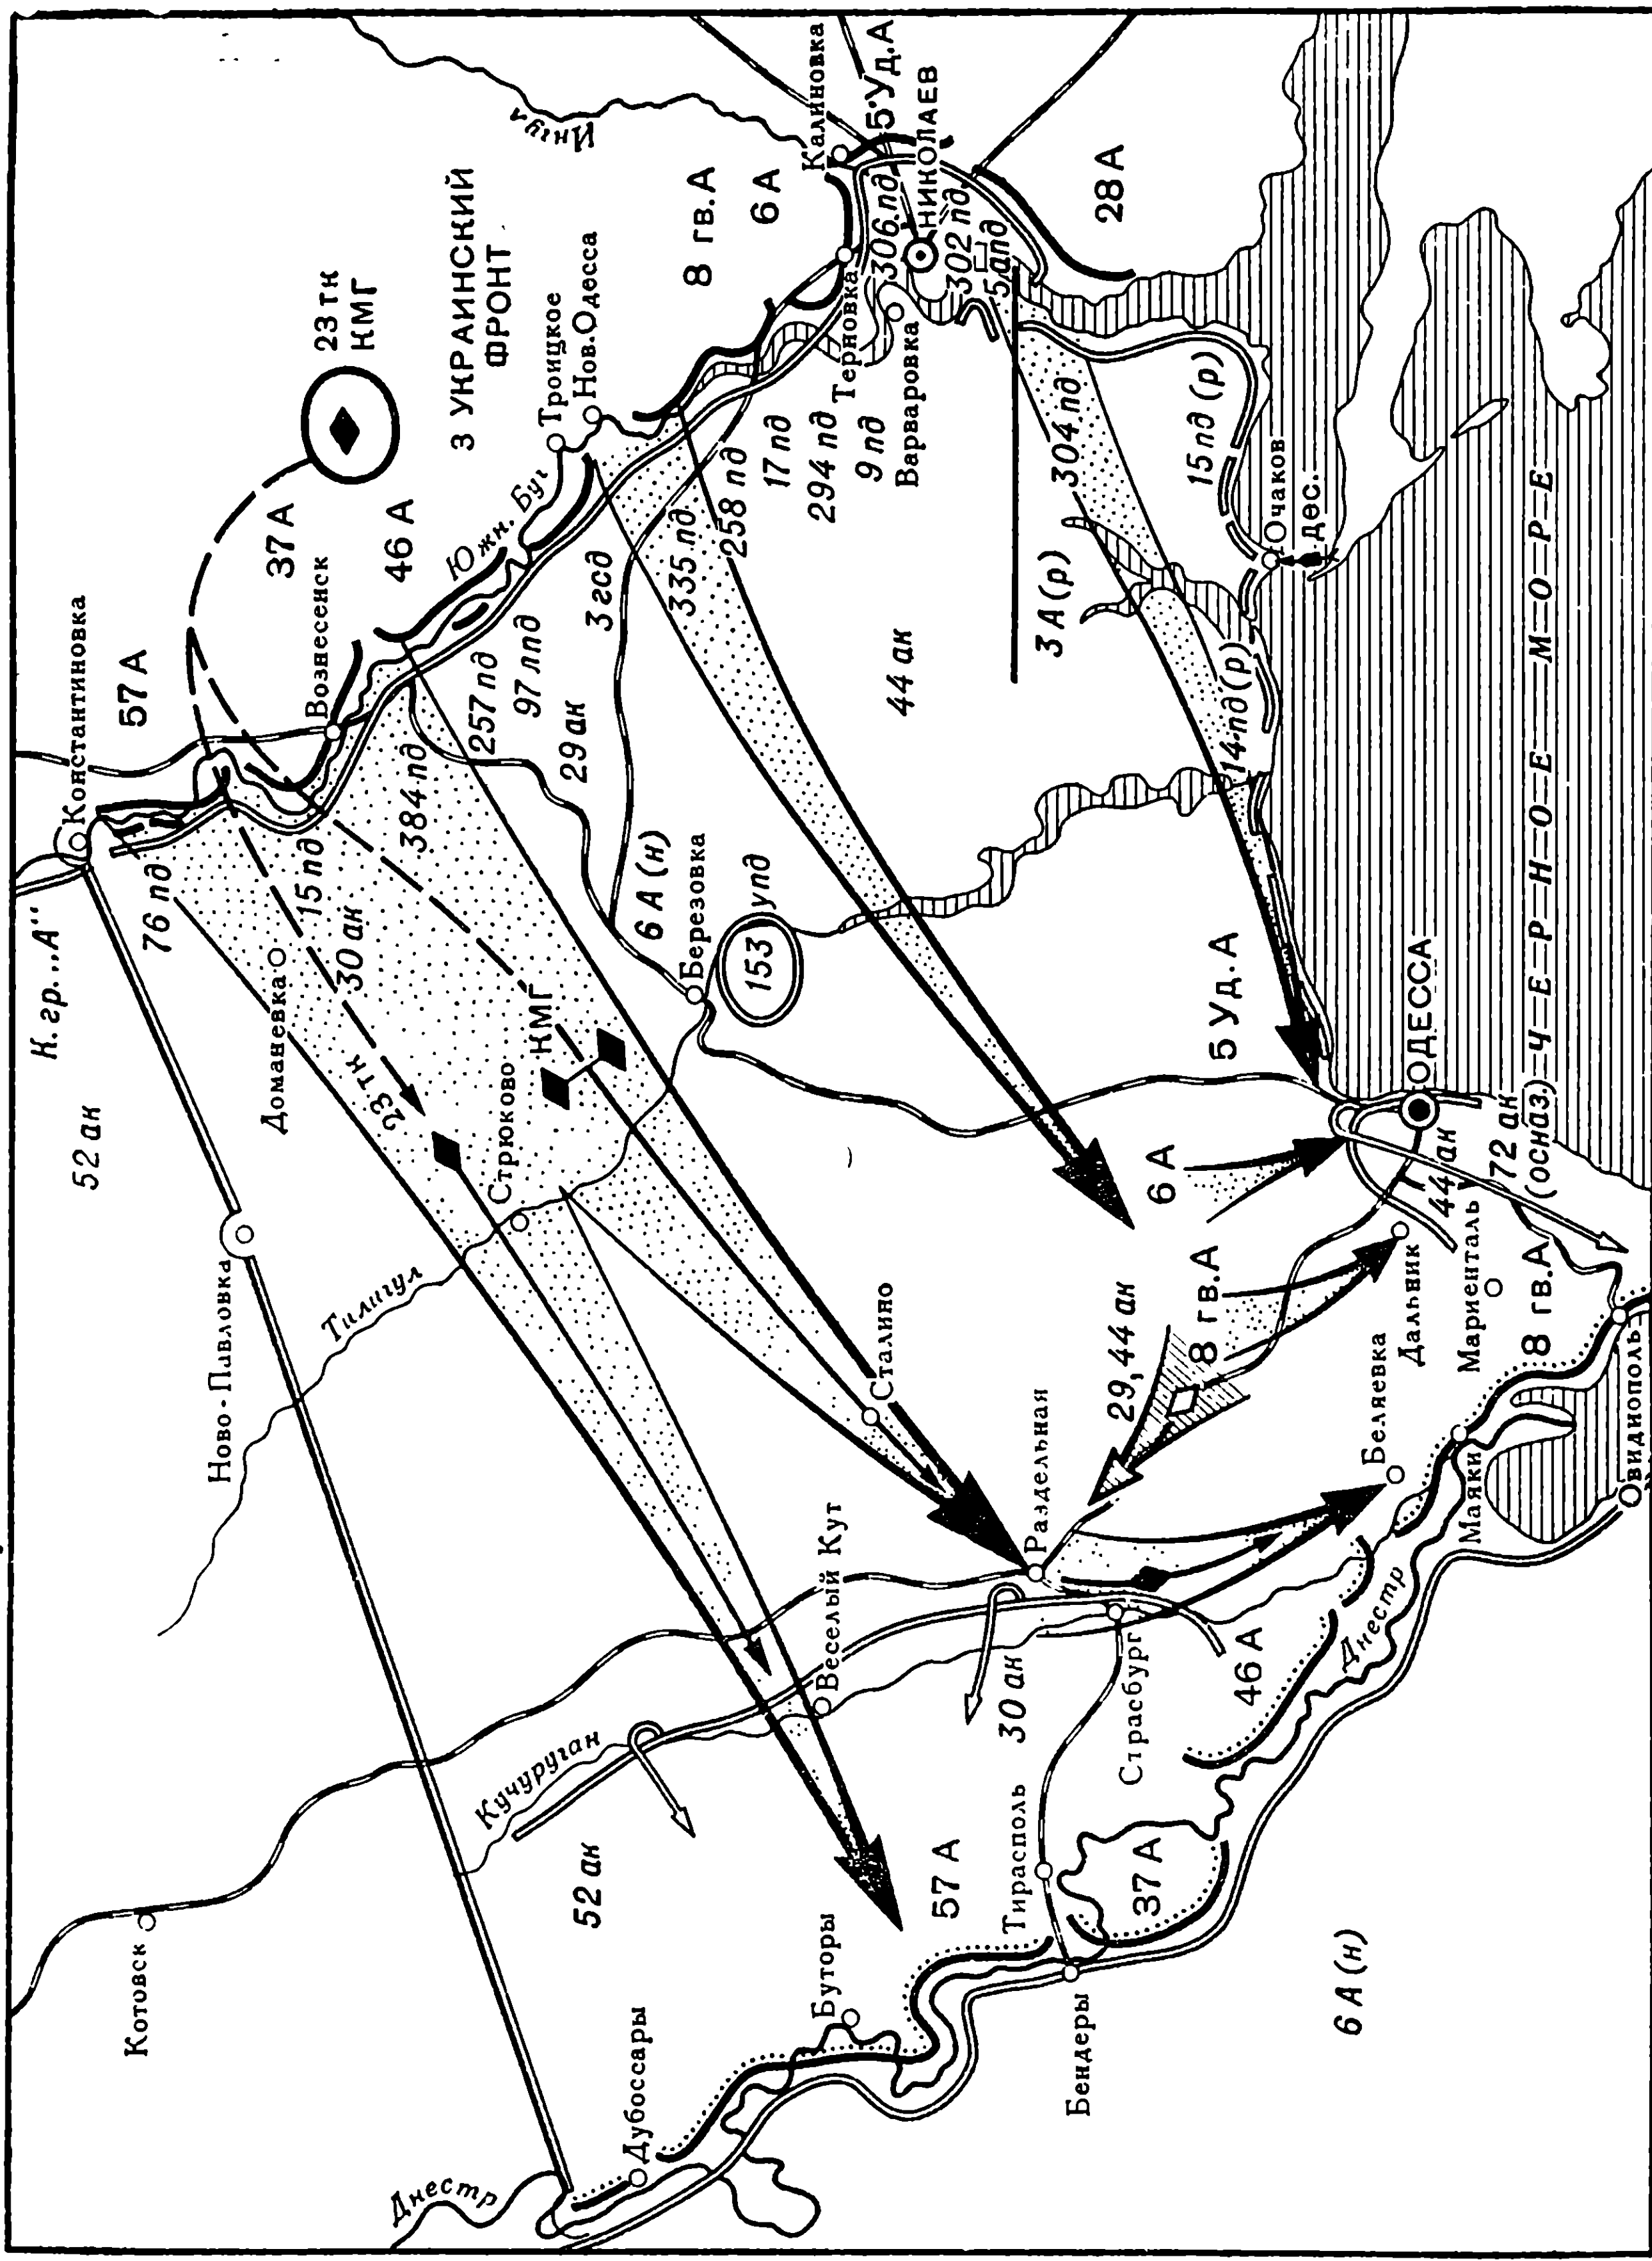 К. гр. „А"
52 ак
Константиновка
57 А
37 А
Вознесенск
46 А
23 тк
КМГ
3 УКРАИНСКИЙ
ФРОНТ
Ингул
Троицкое
Нов. Одесса
Южн. Буг
8 гв. А
6 А
Калиновка
5 Уд. А
НИКОЛАЕВ
306 пд
302 пд
5 апд
28 А
Терновка
Варваровка
76 пд
15 пд
30 ак
384 пд
257 пд
97 лпд
29 ак
3 гсд
335 пд
258 пд
17 пд
294 пд
9 пд
44 ак
3 А (р)
304 пд
15 пд (р)
14 пд (р)
Очаков
дес.
Доманевка
23 тк
КМГ
Стрюково
6 А (н)
Березовка
153 упд
Ново-Павловка
Тилигул
Котовск
Кучурган
52 ак
Сталино
Веселый Кут
Раздельная
29, 44 ак
8 гв. А
6 А
5 Уд. А
ОДЕССА
44 ак
72 ак
(осназ)
ЧЕРНОЕ МОРЕ
Дальник
Мариенталь
8 гв. А
Беляевка
Маяки
Овидиополь
Днестр
46 А
Страсбург
30 ак
Тирасполь
37 А
57 А
Буторы
Бендеры
Дубоссары
Днестр
6 А (н)